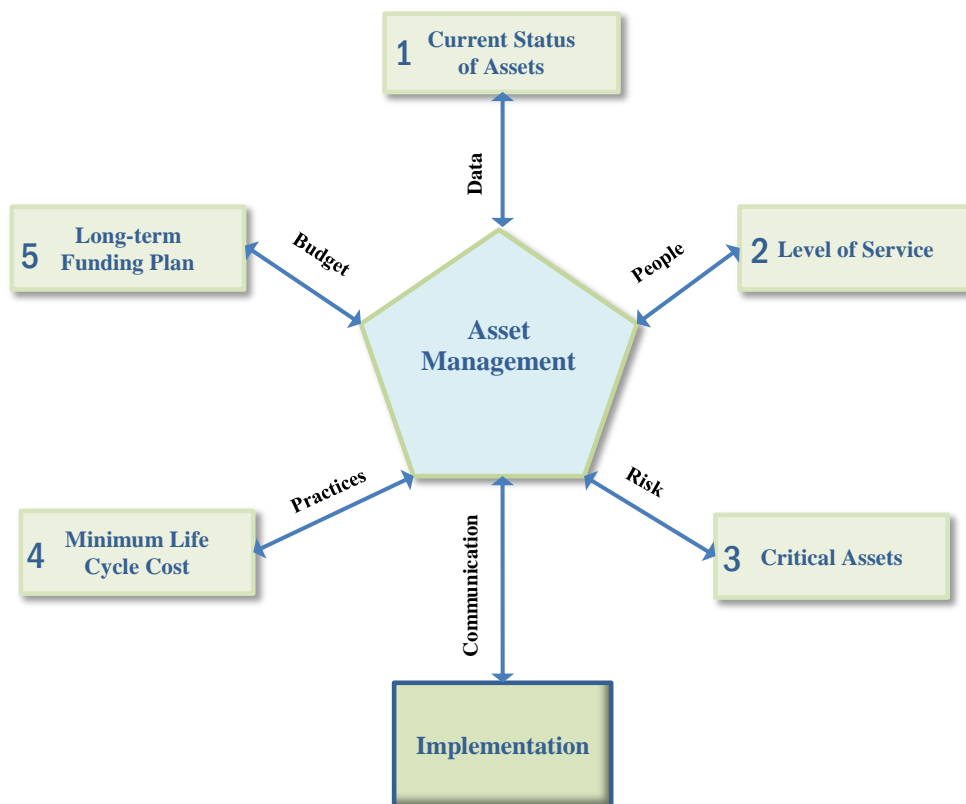 1 Current Status
of Assets
Data
5 Long-term
Funding Plan
Budget
People
2 Level of Service
Asset
Management
Practices
Risk
4 Minimum Life
Cycle Cost
Communication
3 Critical Assets
Implementation